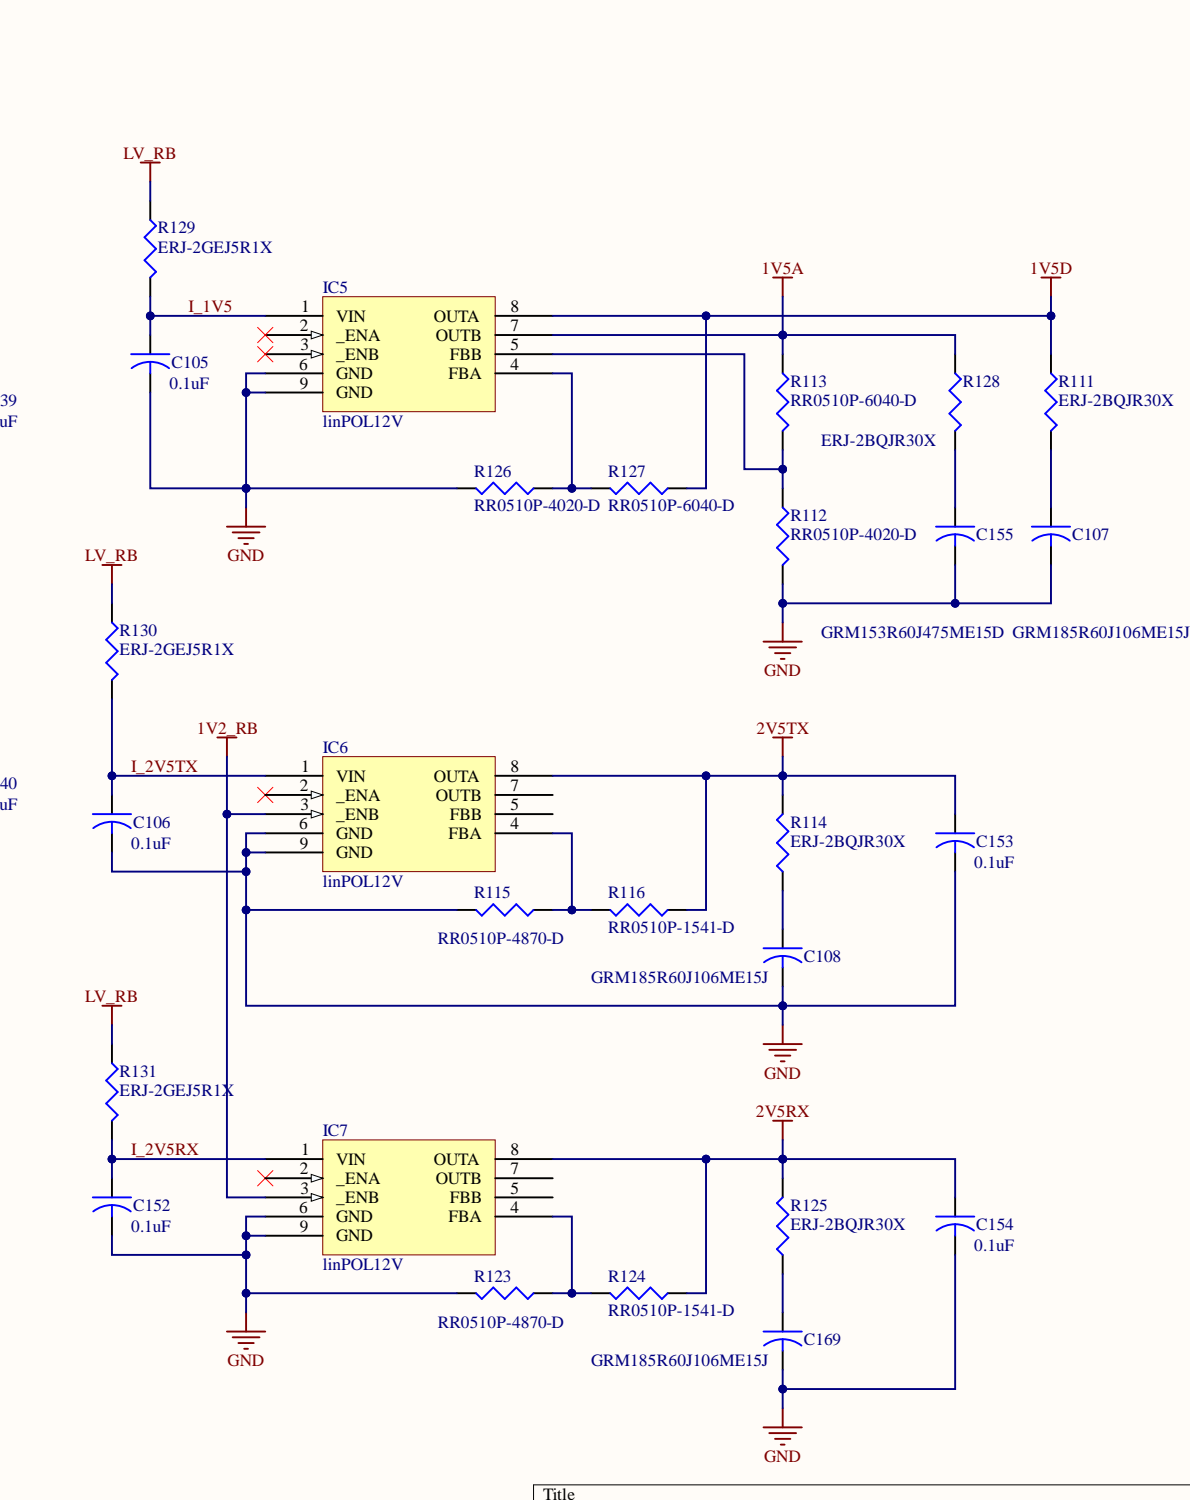 LV_RB
R129
ERJ-2GEJ5R1X
1V5A
1V5D
IC5
I_1V5
1 VIN OUTA 8
2 _ENA OUTB 7
3 _ENB FBB 5
6 GND FBA 4
9 GND
linPOL12V
C105
0.1uF
39
uF
R113
RR0510P-6040-D
R128
ERJ-2BQJR30X
R111
ERJ-2BQJR30X
R126
RR0510P-4020-D
R127
RR0510P-6040-D
R112
RR0510P-4020-D
C155
C107
GND
GRM153R60J475ME15D
GRM185R60J106ME15J
GND
LV_RB
R130
ERJ-2GEJ5R1X
1V2_RB
2V5TX
IC6
I_2V5TX
1 VIN OUTA 8
2 _ENA OUTB 7
3 _ENB FBB 5
6 GND FBA 4
9 GND
linPOL12V
40
uF
C106
0.1uF
R114
ERJ-2BQJR30X
C153
0.1uF
R115
RR0510P-4870-D
R116
RR0510P-1541-D
C108
GRM185R60J106ME15J
GND
LV_RB
R131
ERJ-2GEJ5R1X
2V5RX
IC7
I_2V5RX
1 VIN OUTA 8
2 _ENA OUTB 7
3 _ENB FBB 5
6 GND FBA 4
9 GND
linPOL12V
C152
0.1uF
R125
ERJ-2BQJR30X
C154
0.1uF
R123
RR0510P-4870-D
R124
RR0510P-1541-D
C169
GRM185R60J106ME15J
GND
GND
Title